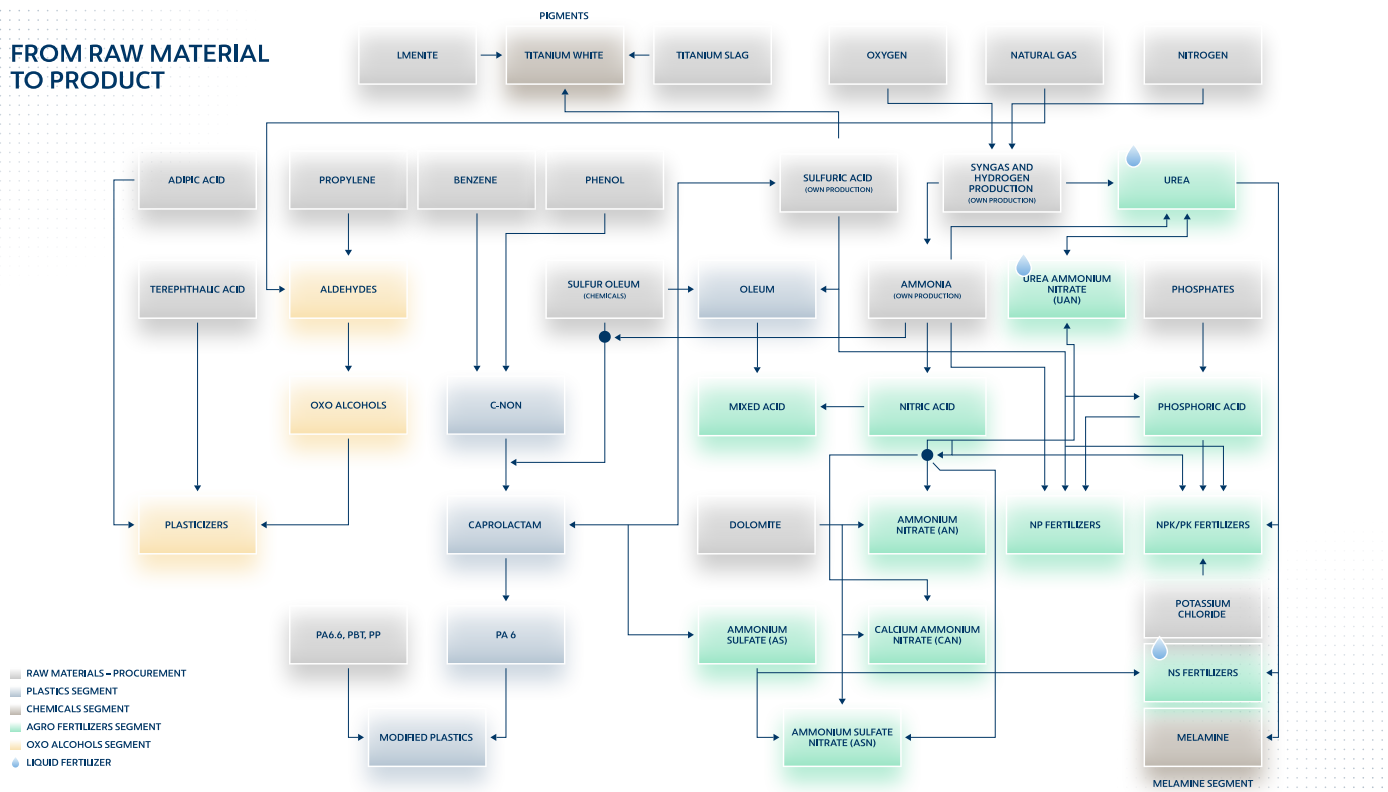 FROM RAW MATERIAL
TO PRODUCT
PIGMENTS
LMENITE
TITANIUM WHITE
TITANIUM SLAG
OXYGEN
NATURAL GAS
NITROGEN
ADIPIC ACID
PROPYLENE
BENZENE
PHENOL
SULFURIC ACID
(OWN PRODUCTION)
SYNGAS AND
HYDROGEN
PRODUCTION
(OWN PRODUCTION)
UREA
TEREPHTHALIC ACID
ALDEHYDES
SULFUR OLEUM
(CHEMICALS)
OLEUM
AMMONIA
(OWN PRODUCTION)
UREA AMMONIUM
NITRATE
(UAN)
PHOSPHATES
OXO ALCOHOLS
C-NON
MIXED ACID
NITRIC ACID
PHOSPHORIC ACID
PLASTICIZERS
CAPROLACTAM
DOLOMITE
AMMONIUM
NITRATE (AN)
NP FERTILIZERS
NPK/PK FERTILIZERS
PA6.6, PBT, PP
PA 6
AMMONIUM
SULFATE (AS)
CALCIUM AMMONIUM
NITRATE (CAN)
POTASSIUM
CHLORIDE
NS FERTILIZERS
MODIFIED PLASTICS
AMMONIUM SULFATE
NITRATE (ASN)
MELAMINE
MELAMINE SEGMENT
RAW MATERIALS – PROCUREMENT
PLASTICS SEGMENT
CHEMICALS SEGMENT
AGRO FERTILIZERS SEGMENT
OXO ALCOHOLS SEGMENT
LIQUID FERTILIZER